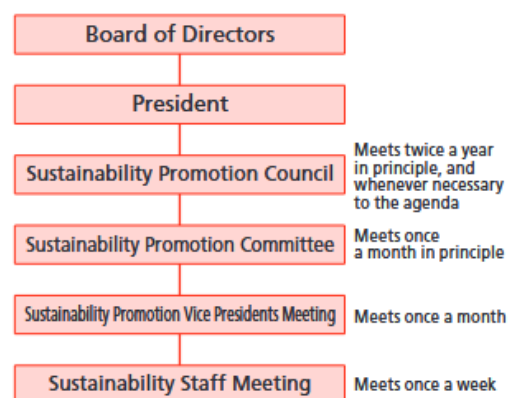 Board of Directors
President
Sustainability Promotion Council
Meets twice a year
in principle, and
whenever necessary
to the agenda
Sustainability Promotion Committee
Meets once
a month in principle
Sustainability Promotion Vice Presidents Meeting
Meets once a month
Sustainability Staff Meeting
Meets once a week